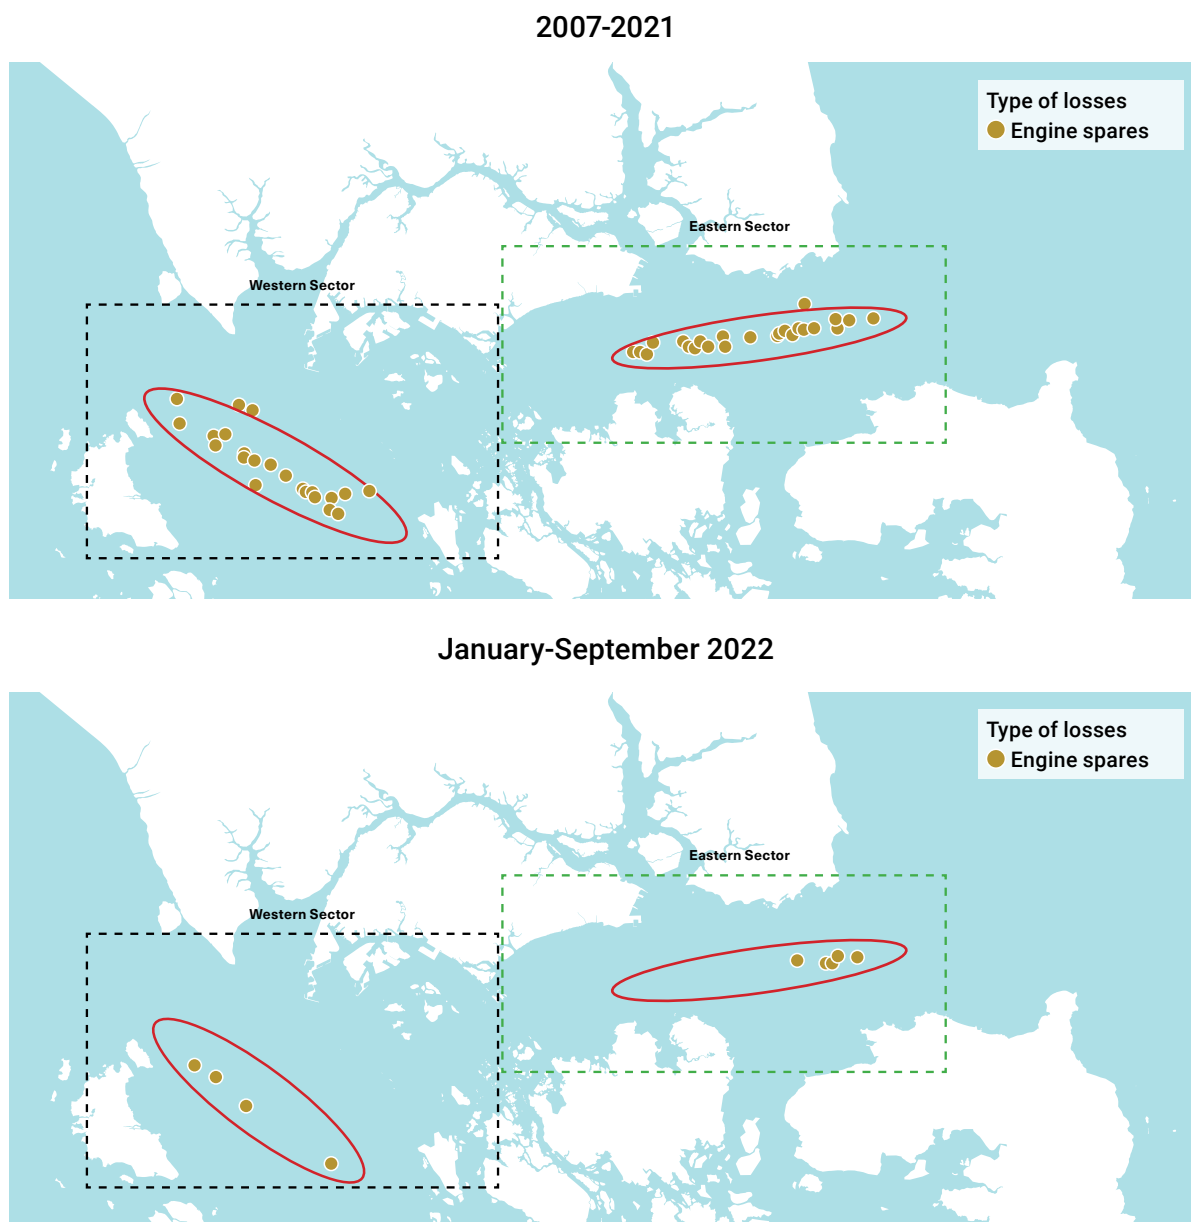 2007-2021
Type of losses
Engine spares
Eastern Sector
Western Sector
January-September 2022
Type of losses
Engine spares
Eastern Sector
Western Sector